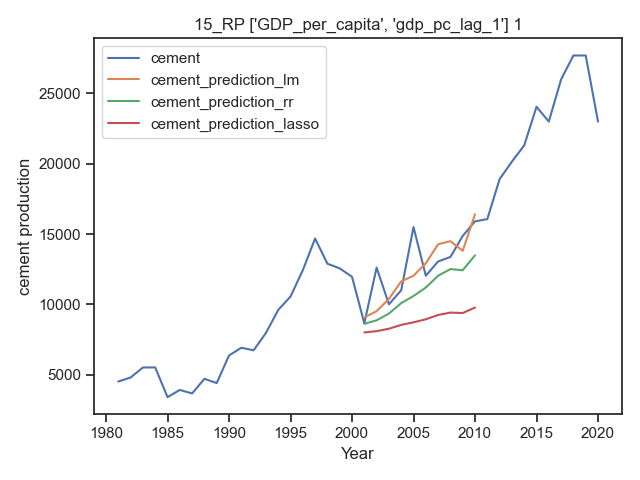 15_RP ['GDP_per_capita', 'gdp_pc_lag_1'] 1
cement
cement_prediction_lm
cement_prediction_rr
cement_prediction_lasso
cement production
25000
20000
15000
10000
5000
1980 1985 1990 1995 2000 2005 2010 2015 2020
Year